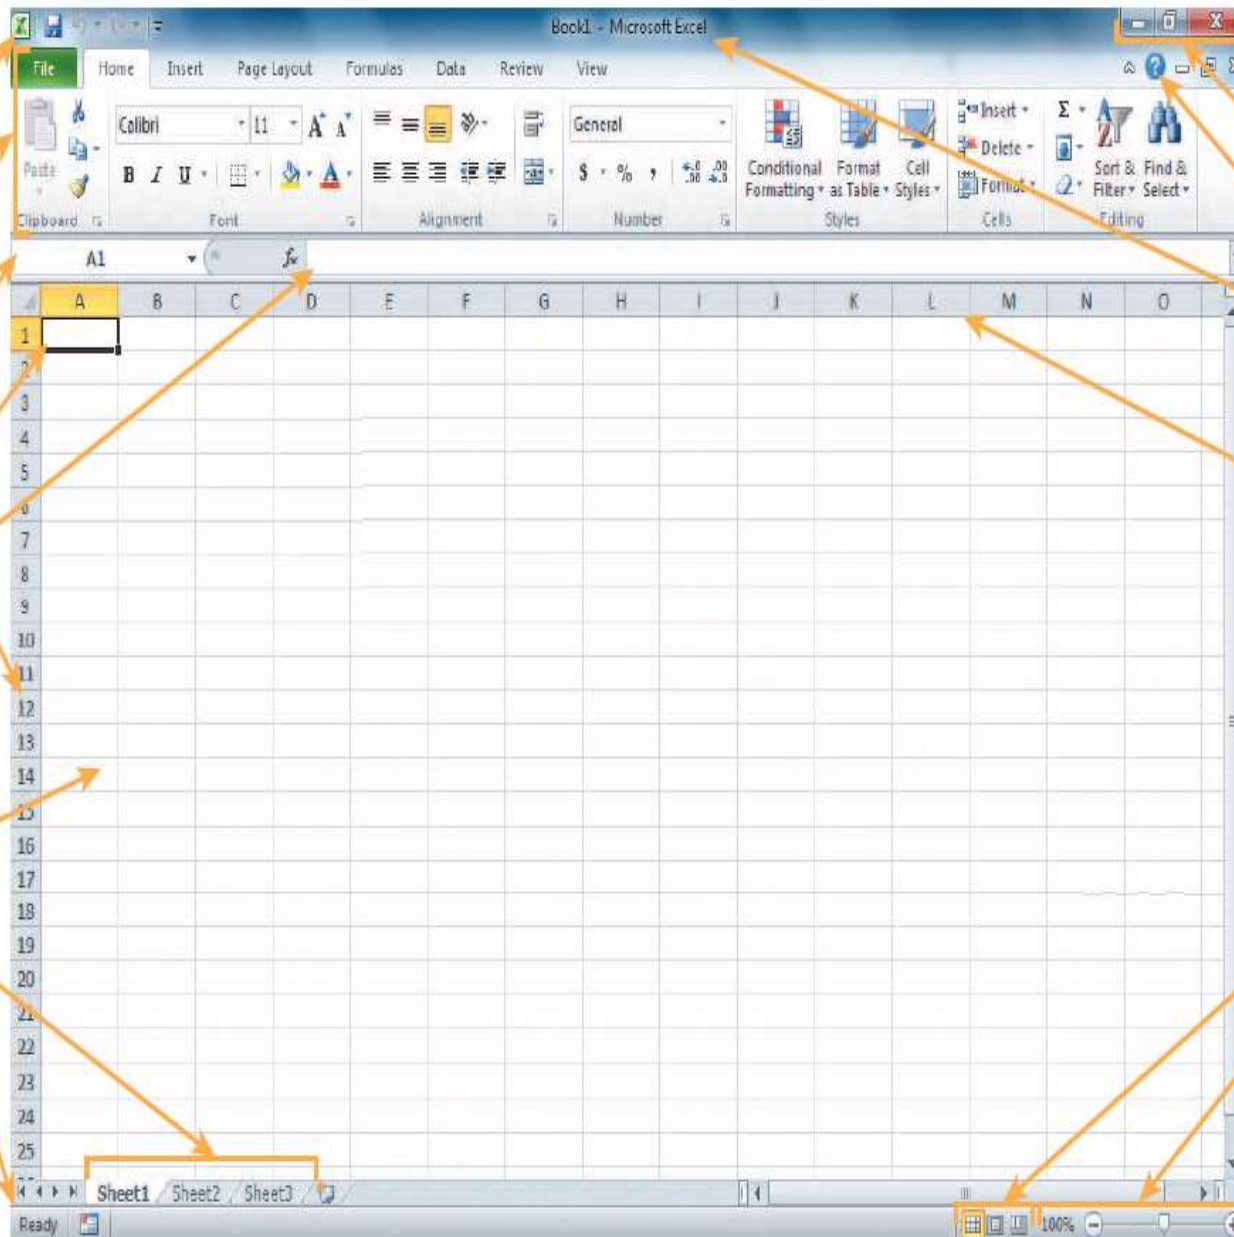 Book1 - Microsoft Excel
File Home Insert Page Layout Formulas Data Review View
Calibri 11 A A General Insert Σ
Paste Delete
B I U A $ % , Conditional Format Cell Format Sort & Find &
Formatting as Table Styles Filter Select
Clipboard Font Alignment Number Styles Cells Editing
A1 fx
A B C D E F G H I J K L M N O
1
2
3
4
5
6
7
8
9
10
11
12
13
14
15
16
17
18
19
20
21
22
23
24
25
Sheet1 Sheet2 Sheet3
Ready 100%